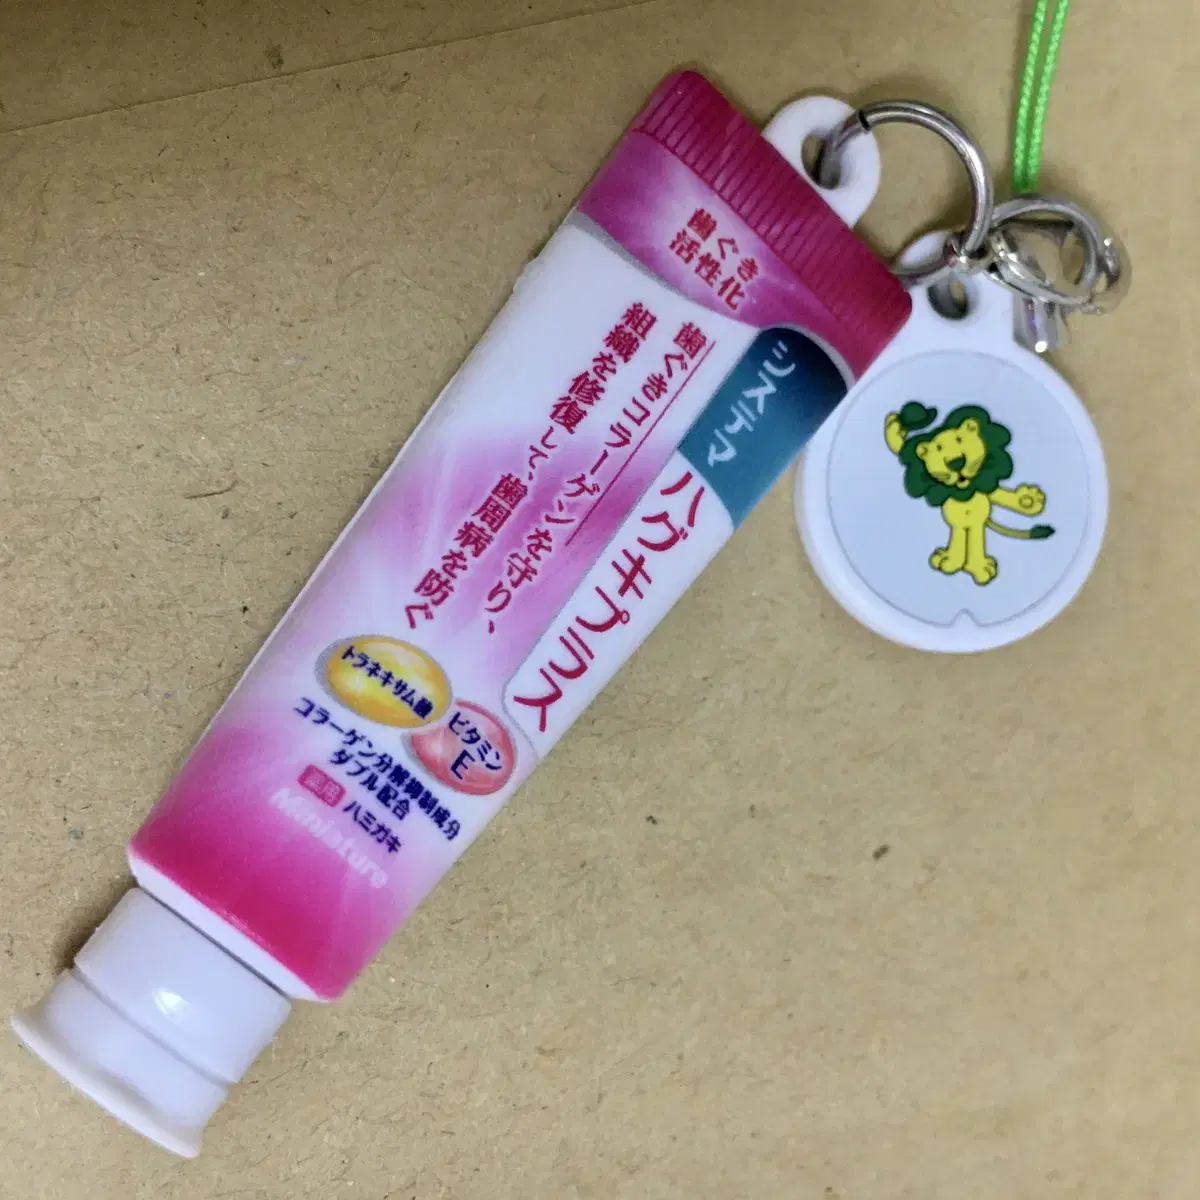 歯ぐき
活性化
システマ
ハグキプラス
歯ぐきコラーゲンを守り、
組織を修復して、歯周病を防ぐ
トラネキサム酸
ビタミン
E
コラーゲン分解抑制成分
ダブル配合
薬用 ハミガキ
Miniature